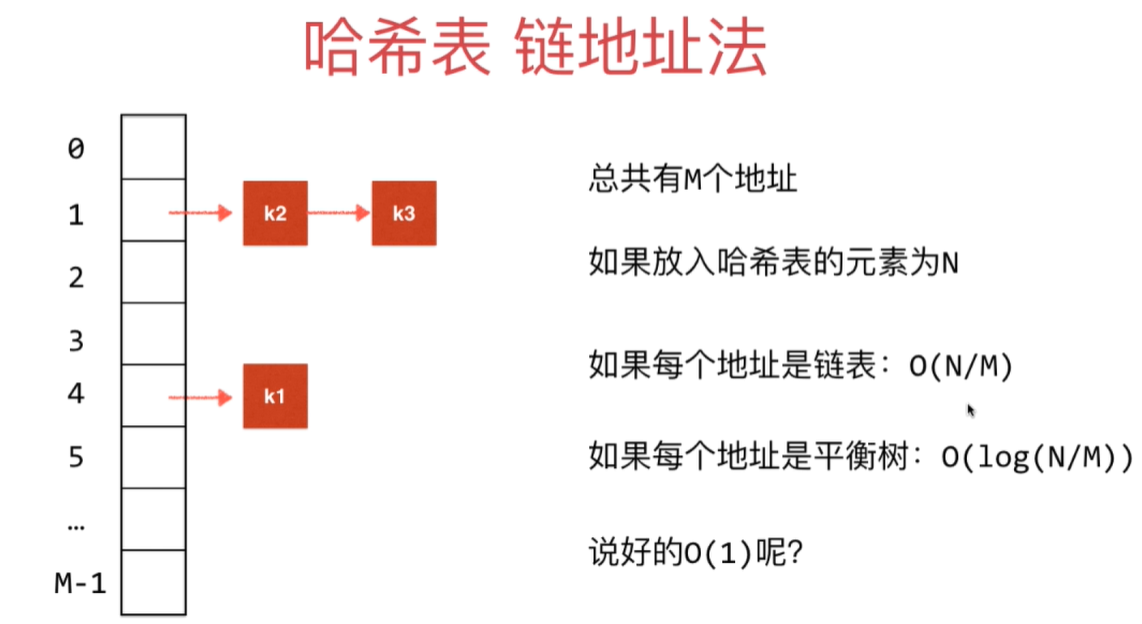 哈希表 链地址法
0
1
k2
k3
2
3
4
k1
5
…
M-1
总共有M个地址
如果放入哈希表的元素为N
如果每个地址是链表：O(N/M)
如果每个地址是平衡树：O(log(N/M))
说好的O(1)呢？